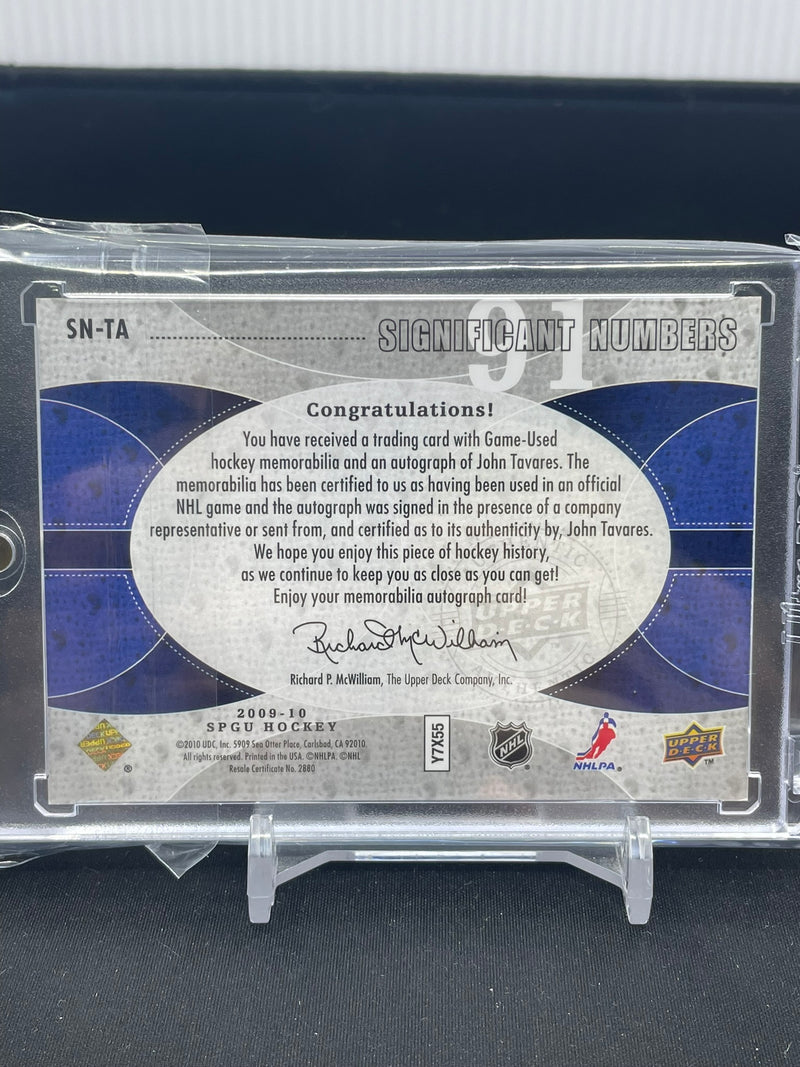 SN-TA
91
SIGNIFICANT NUMBERS
Congratulations!
You have received a trading card with Game-Used
hockey memorabilia and an autograph of John Tavares. The
memorabilia has been certified to us as having been used in an official
NHL game and the autograph was signed in the presence of a company
representative or sent from, and certified as to its authenticity by, John Tavares.
We hope you enjoy this piece of hockey history,
as we continue to keep you as close as you can get!
Enjoy your memorabilia autograph card!
UPPER
D.E.C.K
Richard McWilliam
Richard P. McWilliam, The Upper Deck Company, Inc.
2009-10
SPGU HOCKEY
©2010 UDC, Inc. 5909 Sea Otter Place, Carlsbad, CA 92010.
All rights reserved. Printed in the USA. ©NHLPA. ©NHL
Resale Certificate No. 2880
®
Y7X55
NHL
NHLPA®
UPPER
D.E.C.K
TM